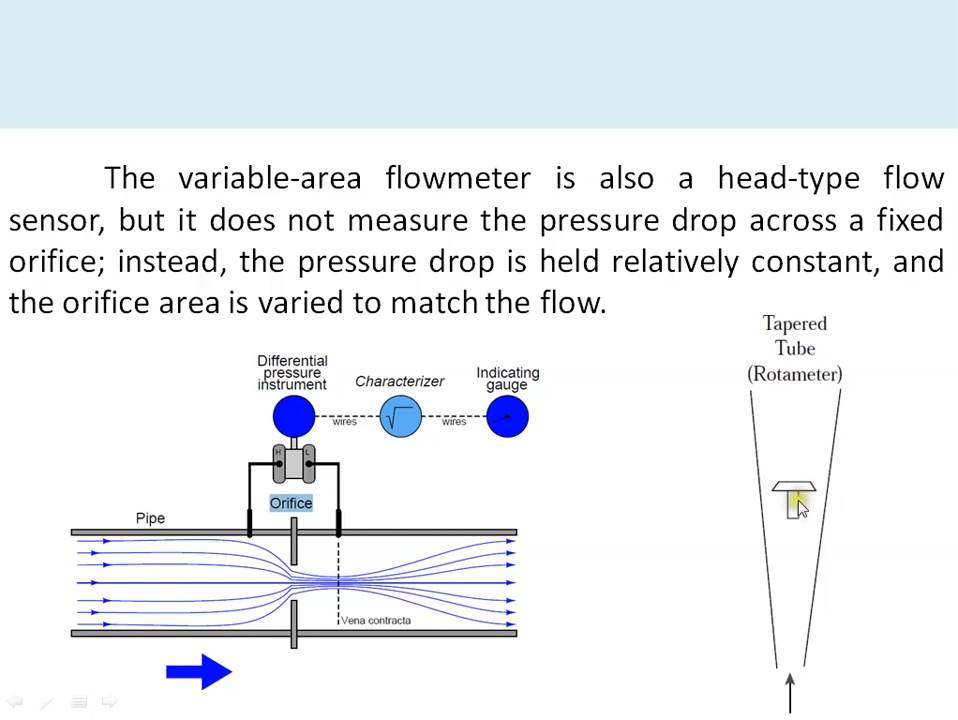 The variable-area flowmeter is also a head-type flow
sensor, but it does not measure the pressure drop across a fixed
orifice; instead, the pressure drop is held relatively constant, and
the orifice area is varied to match the flow.
Tapered
Tube
(Rotameter)
Differential
pressure
instrument
Characterizer
Indicating
gauge
√
wires
wires
H
L
Orifice
Pipe
Vena contracta